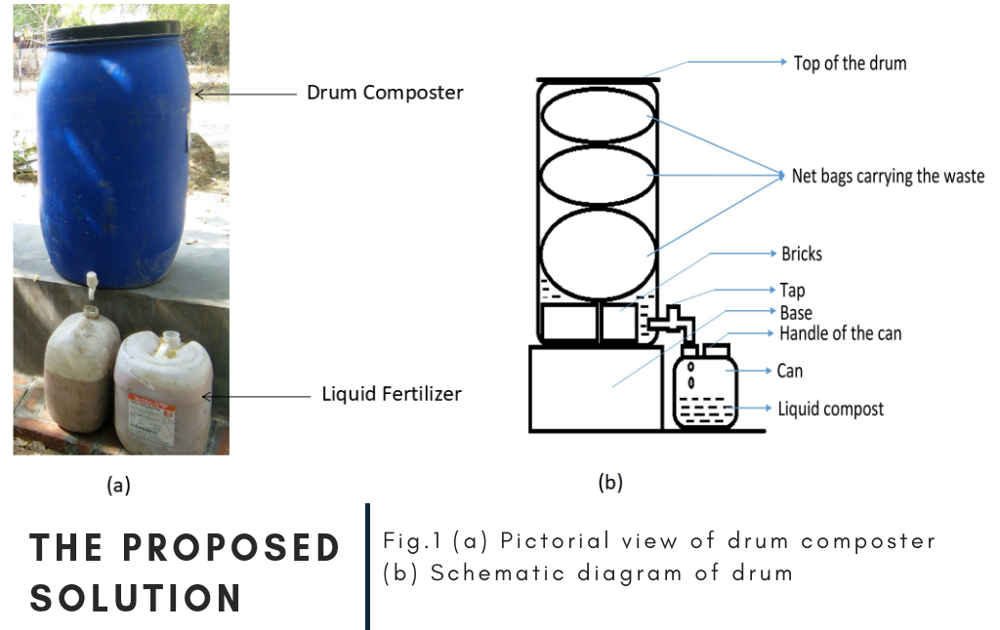 Drum Composter
Liquid Fertilizer
(a)
Top of the drum
Net bags carrying the waste
Bricks
Tap
Base
Handle of the can
Can
Liquid compost
(b)
THE PROPOSED
SOLUTION
Fig.1 (a) Pictorial view of drum composter
(b) Schematic diagram of drum